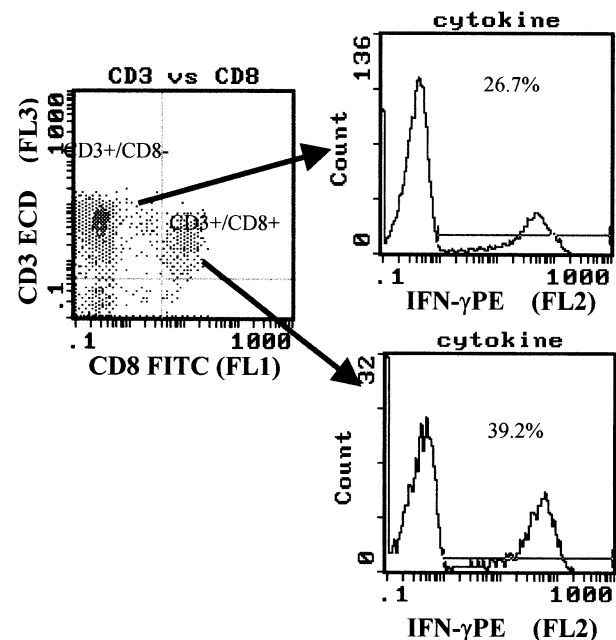 CD3 vs CD8
CD3 ECD (FL3)
1000
.1
CD3+/CD8-
CD3+/CD8+
.1 1000
CD8 FITC (FL1)
cytokine
136
Count
0
26.7%
.1 1000
IFN-γPE (FL2)
cytokine
32
Count
0
39.2%
.1 1000
IFN-γPE (FL2)